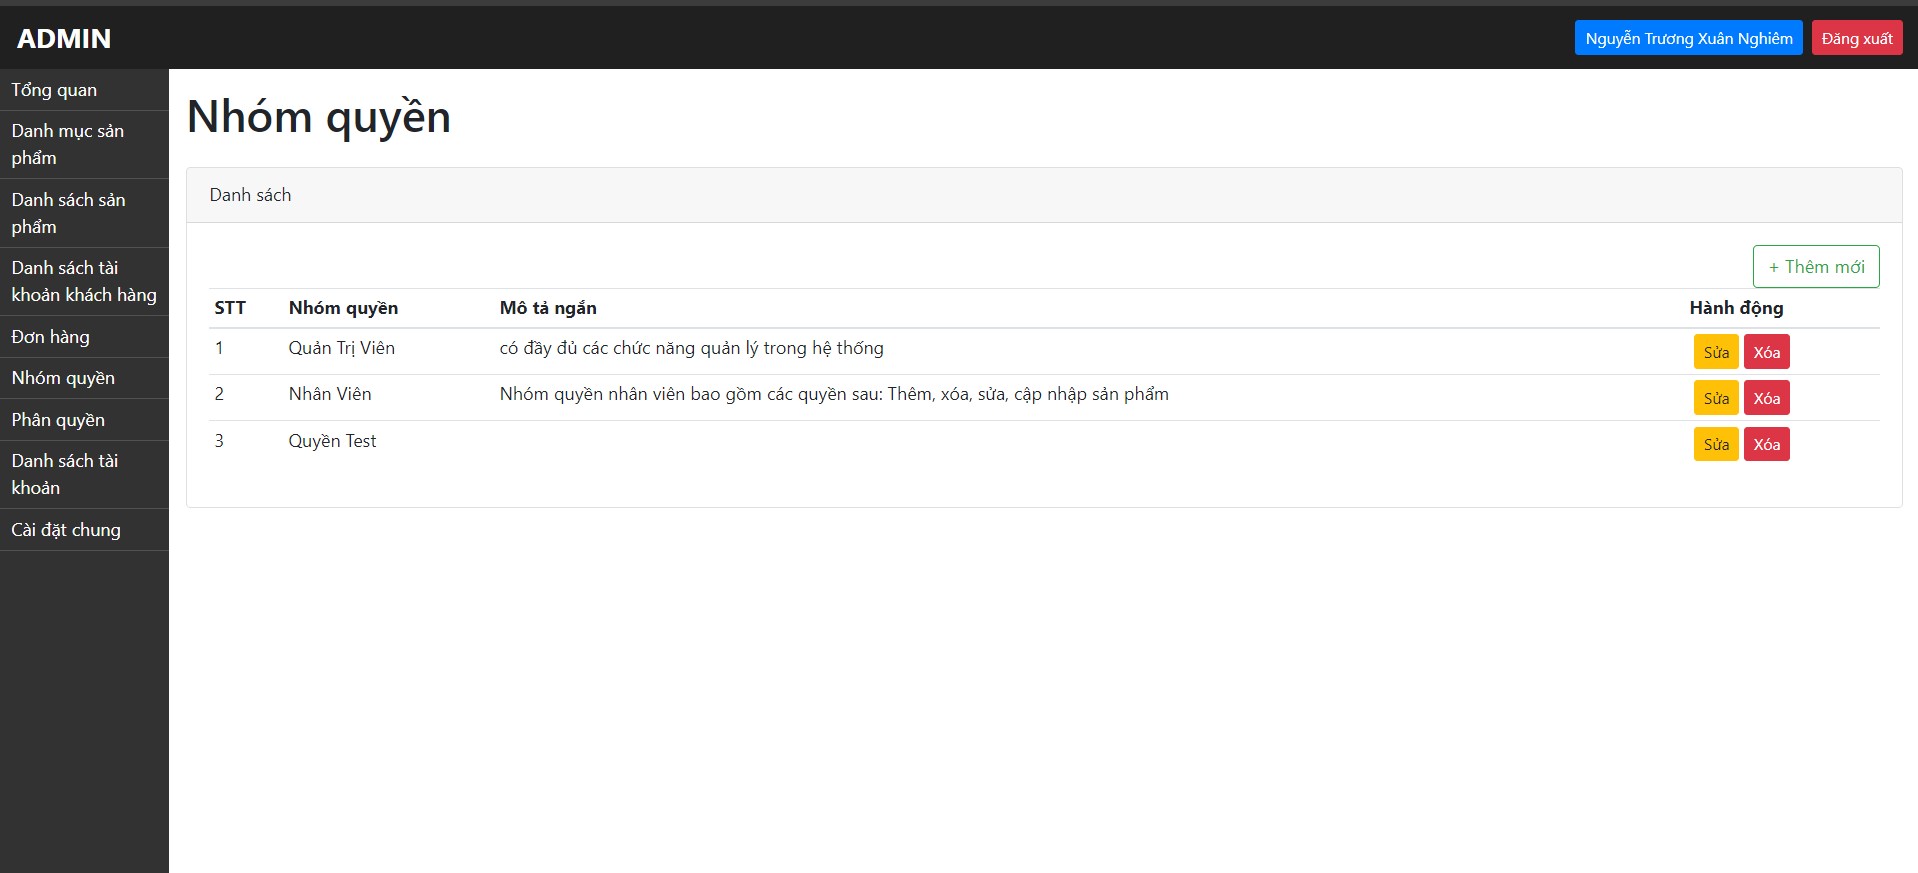 ADMIN
Nguyễn Trương Xuân Nghiêm
Đăng xuất
Tổng quan
Danh mục sản
phẩm
Danh sách sản
phẩm
Danh sách tài
khoản khách hàng
Đơn hàng
Nhóm quyền
Phân quyền
Danh sách tài
khoản
Cài đặt chung
Nhóm quyền
Danh sách
+ Thêm mới
STT Nhóm quyền Mô tả ngắn Hành động
1 Quản Trị Viên có đầy đủ các chức năng quản lý trong hệ thống Sửa Xóa
2 Nhân Viên Nhóm quyền nhân viên bao gồm các quyền sau: Thêm, xóa, sửa, cập nhập sản phẩm Sửa Xóa
3 Quyền Test Sửa Xóa